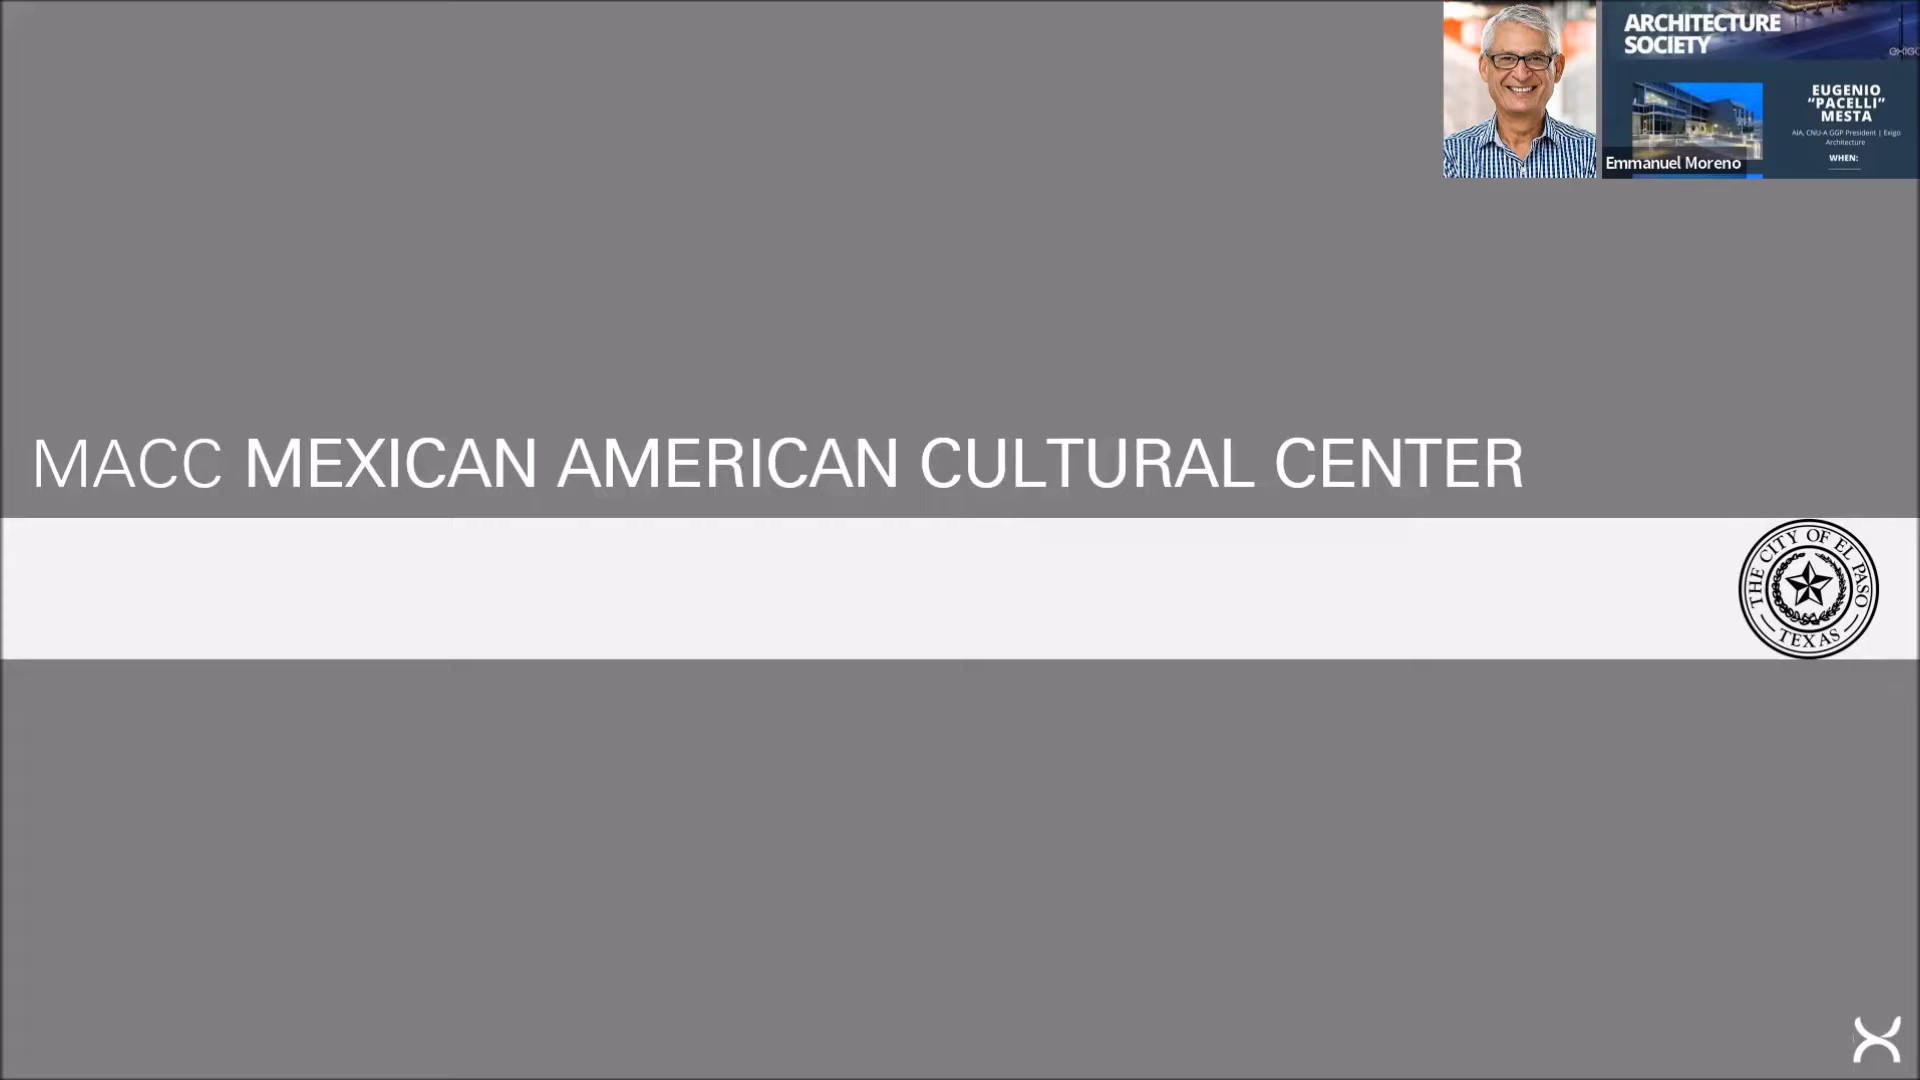 ARCHITECTURE
SOCIETY
EXIGO
EUGENIO
"PACELLI"
MESTA
AIA, CNU-A GGP President | Exigo
Architecture
WHEN:
Emmanuel Moreno
MACC MEXICAN AMERICAN CULTURAL CENTER
THE CITY OF EL PASO
TEXAS